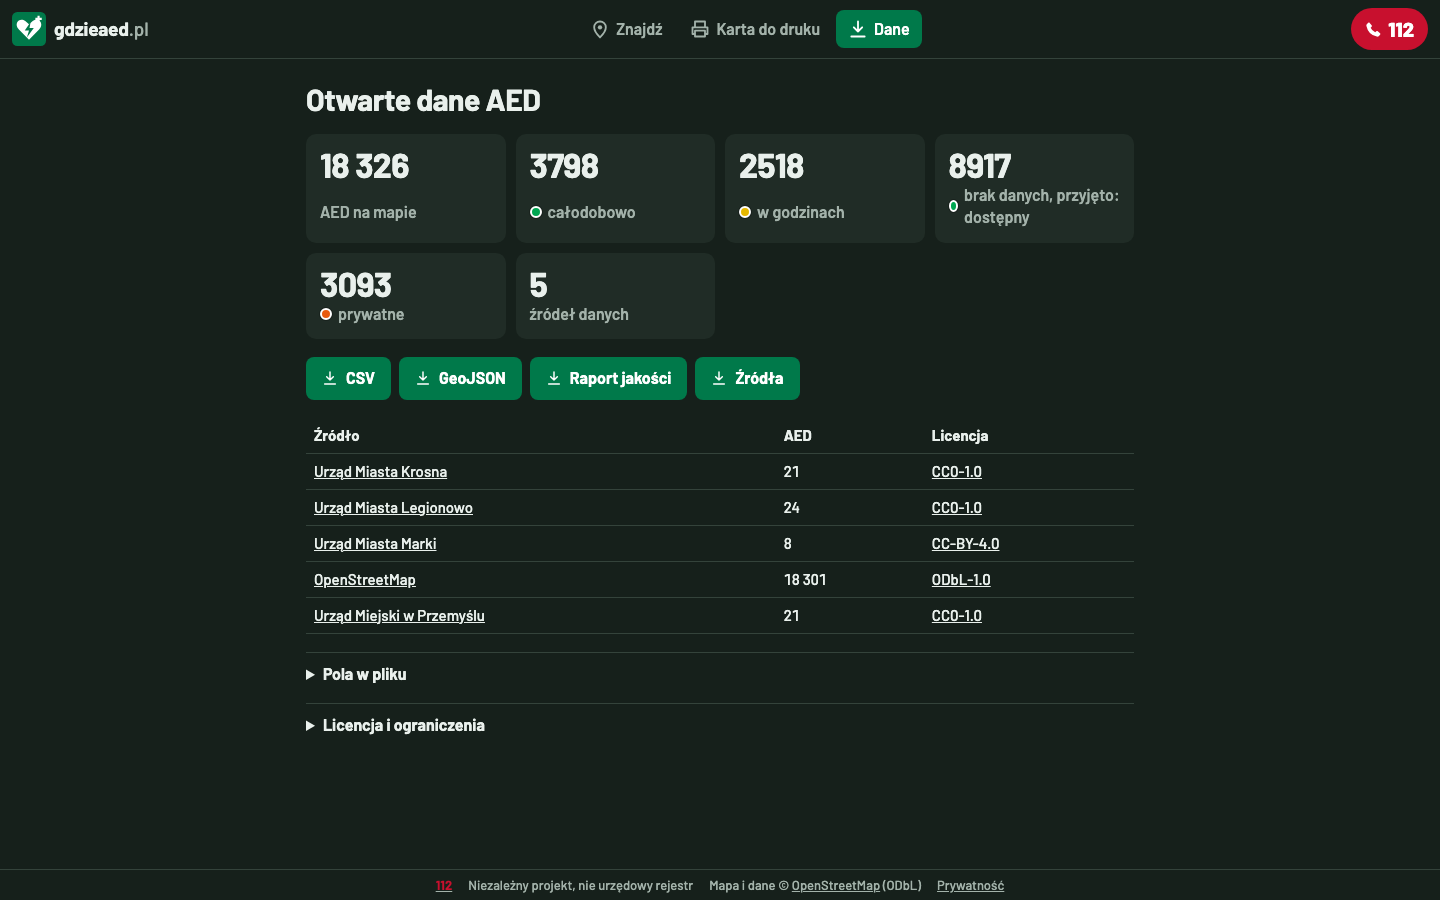 gdzieaed.pl
Znajdź
Karta do druku
Dane
112
Otwarte dane AED
18 326
AED na mapie
3798
całodobowo
2518
w godzinach
8917
brak danych, przyjęto:
dostępny
3093
prywatne
5
źródeł danych
CSV
GeoJSON
Raport jakości
Źródła
Źródło AED Licencja
Urząd Miasta Krosna 21 CC0-1.0
Urząd Miasta Legionowo 24 CC0-1.0
Urząd Miasta Marki 8 CC-BY-4.0
OpenStreetMap 18 301 ODbL-1.0
Urząd Miejski w Przemyślu 21 CC0-1.0
Pola w pliku
Licencja i ograniczenia
112 Niezależny projekt, nie urzędowy rejestr Mapa i dane © OpenStreetMap (ODbL) Prywatność